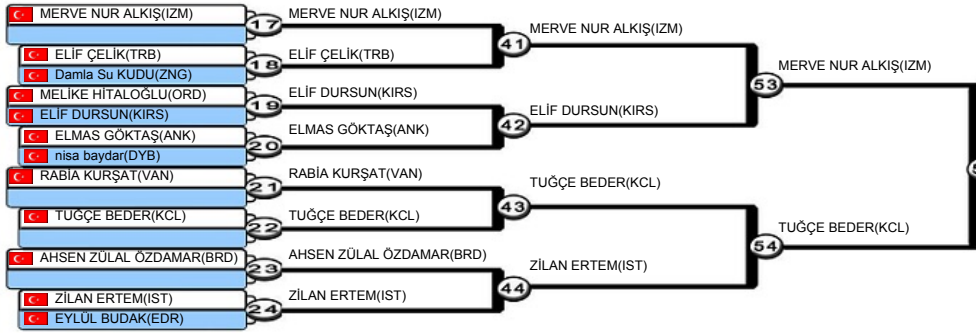 MERVE NUR ALKIŞ(IZM)
17
MERVE NUR ALKIŞ(IZM)
41
MERVE NUR ALKIŞ(IZM)
ELİF ÇELİK(TRB)
Damla Su KUDU(ZNG)
18
ELİF ÇELİK(TRB)
53
MERVE NUR ALKIŞ(IZM)
MELİKE HİTALOĞLU(ORD)
ELİF DURSUN(KIRS)
19
ELİF DURSUN(KIRS)
42
ELİF DURSUN(KIRS)
ELMAS GÖKTAŞ(ANK)
nisa baydar(DYB)
20
ELMAS GÖKTAŞ(ANK)
RABİA KURŞAT(VAN)
21
RABİA KURŞAT(VAN)
43
TUĞÇE BEDER(KCL)
TUĞÇE BEDER(KCL)
22
TUĞÇE BEDER(KCL)
54
TUĞÇE BEDER(KCL)
AHSEN ZÜLAL ÖZDAMAR(BRD)
23
AHSEN ZÜLAL ÖZDAMAR(BRD)
44
ZİLAN ERTEM(IST)
ZİLAN ERTEM(IST)
EYLÜL BUDAK(EDR)
24
ZİLAN ERTEM(IST)